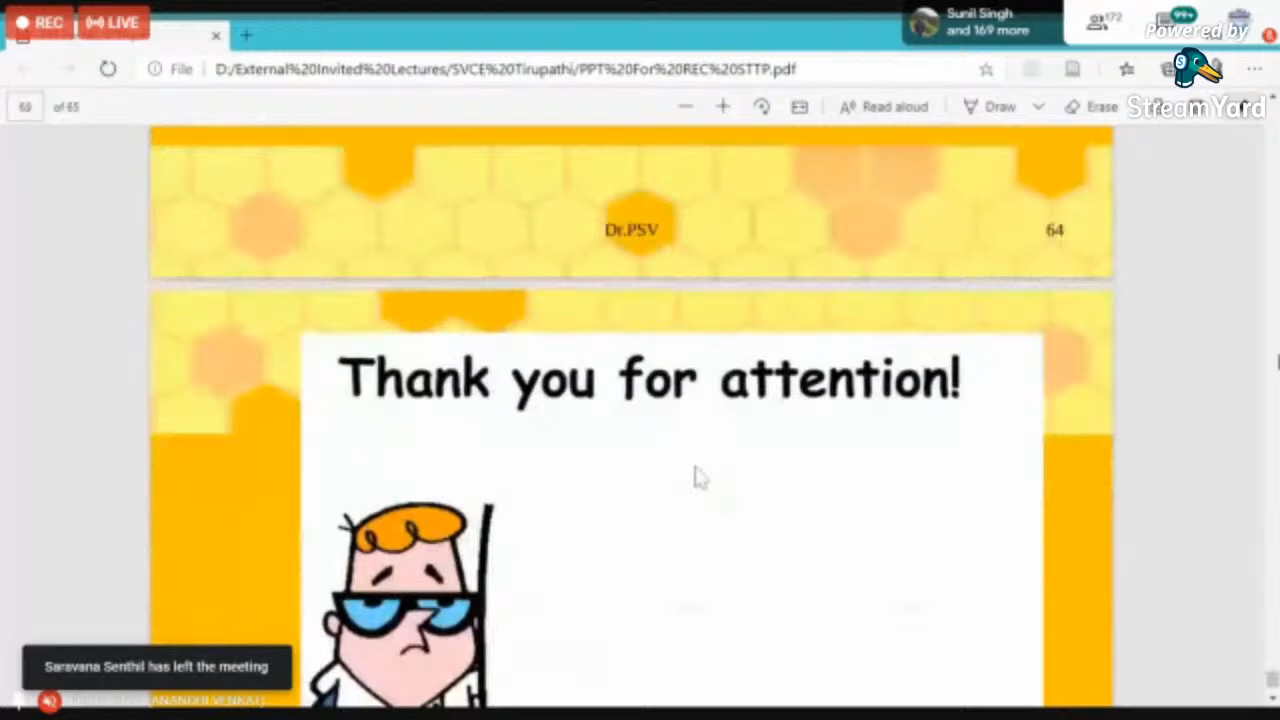 REC
LIVE
Sunil Singh
and 169 more
172
99+
Powered by
StreamYard
File
D:/External%20Invited%20Lectures/SVCE%20Tirupathi/PPT%20For%20REC%20STTP.pdf
of 65
Read aloud
Draw
Erase
Dr.PSV
64
Thank you for attention!
Saravana Senthil has left the meeting